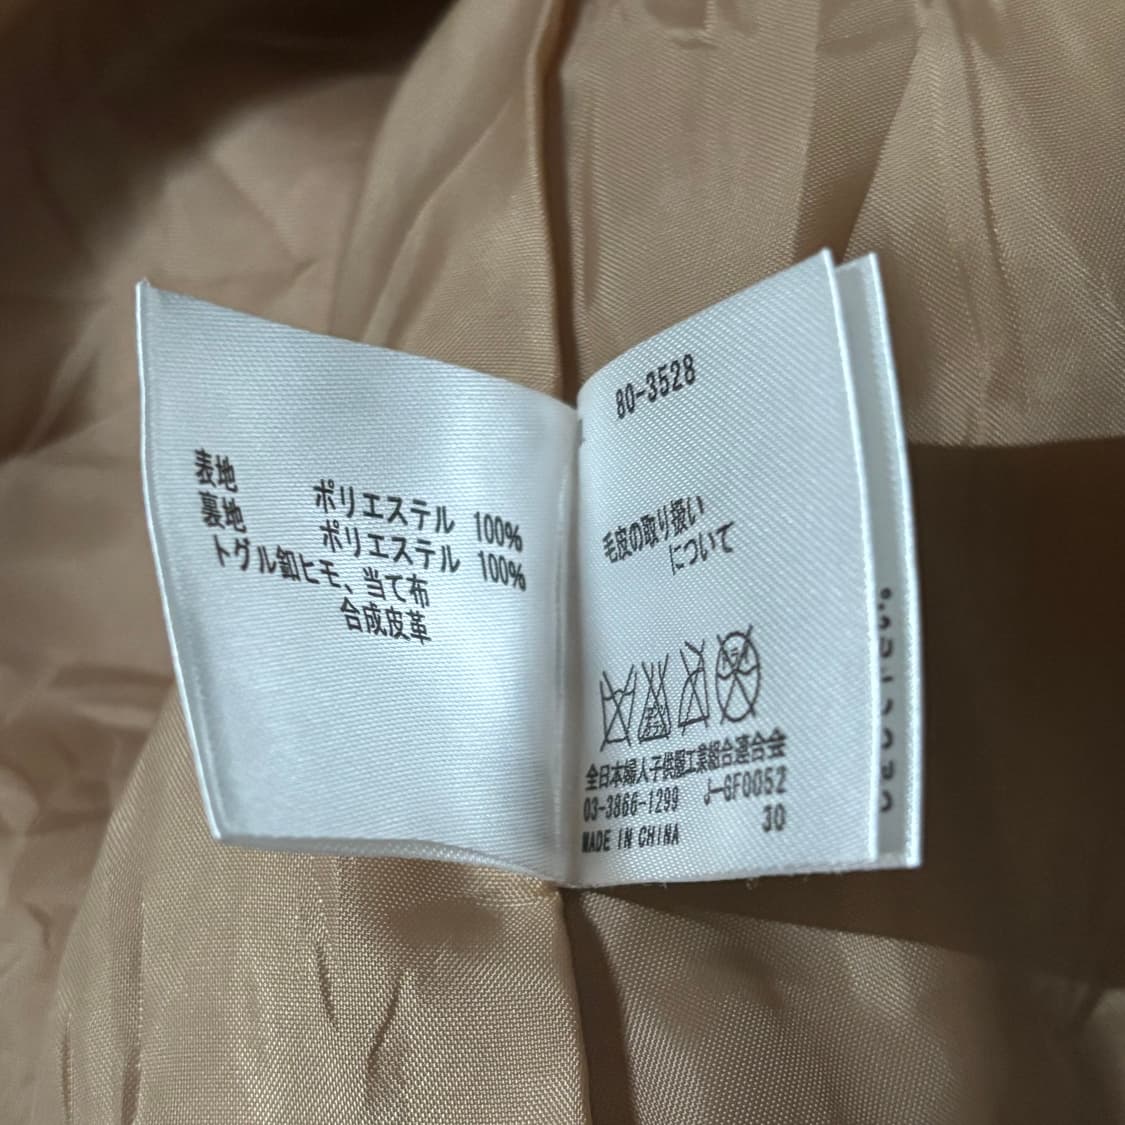 表地 ポリエステル 100%
裏地 ポリエステル 100%
トグル釦ヒモ、当て布
合成皮革
80-3528
毛皮の取り扱い
について
全日本婦人子供服工業組合連合会
03-3866-1299 J-GF0052
30
MADE IN CHINA